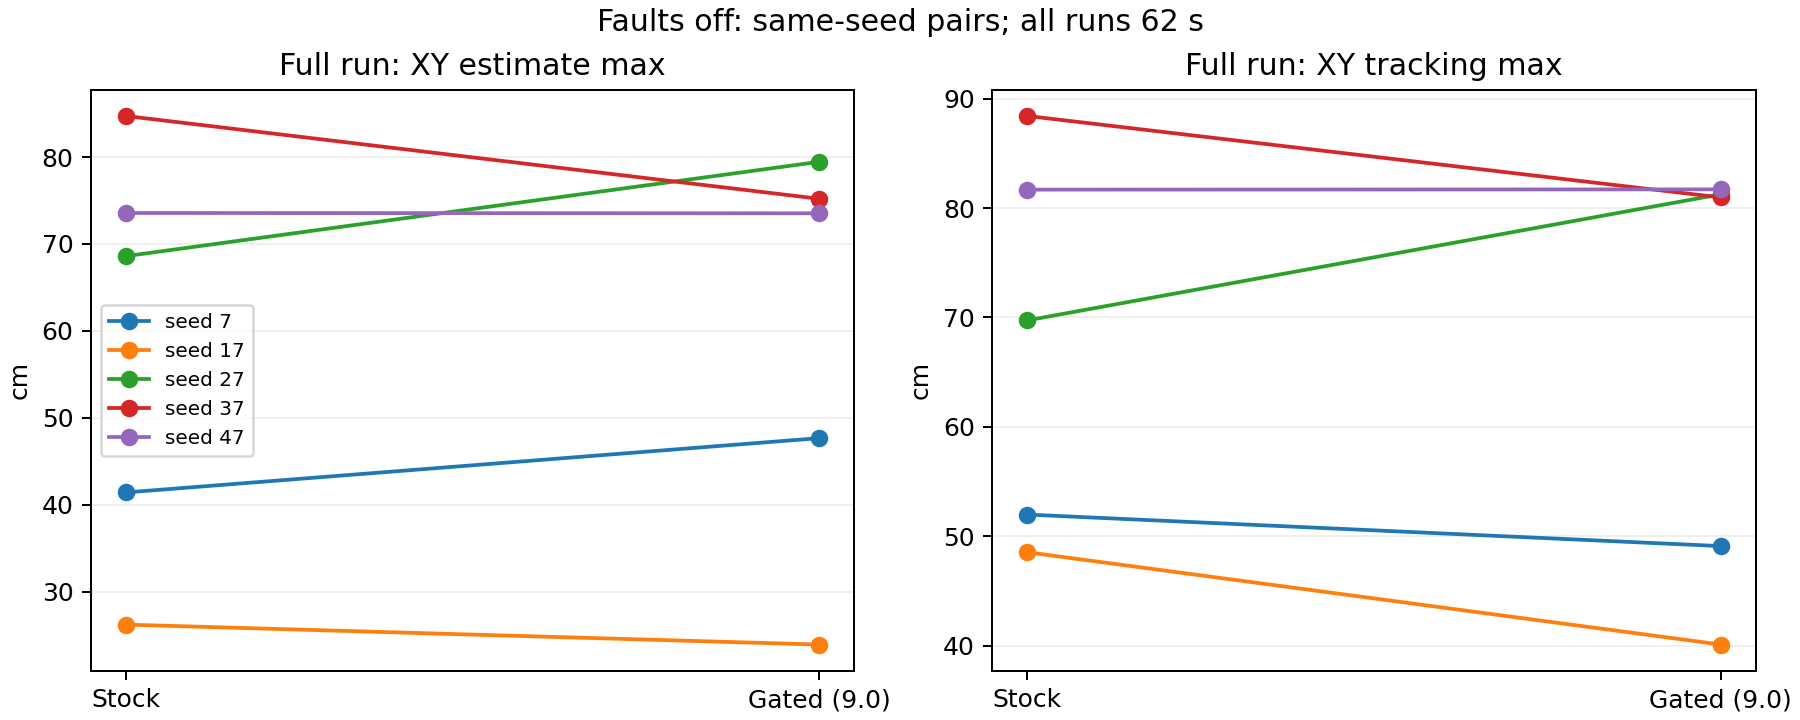 Faults off: same-seed pairs; all runs 62 s
Full run: XY estimate max
cm
80
70
60
50
40
30
seed 7
seed 17
seed 27
seed 37
seed 47
Stock
Gated (9.0)
Full run: XY tracking max
cm
90
80
70
60
50
40
Stock
Gated (9.0)